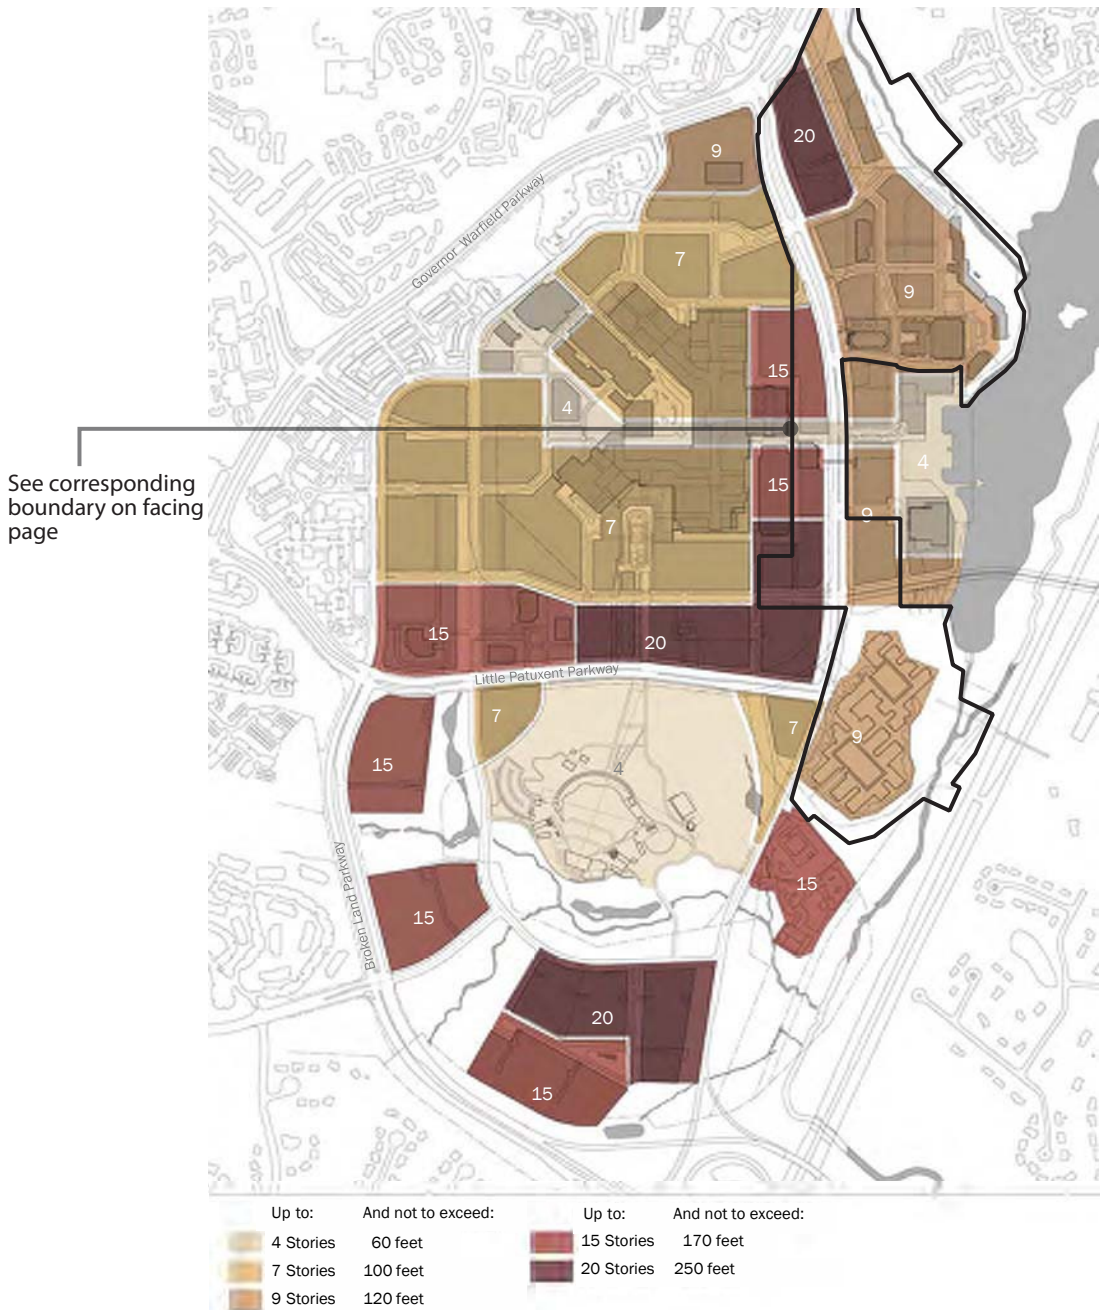 20
9
7
9
15
4
See corresponding
boundary on facing
page
Governor Warfield Parkway
4
15
9
7
15
20
Little Patuxent Parkway
7
7
9
15
4
15
15
Broken Land Parkway
20
15
Up to: And not to exceed:
4 Stories 60 feet
7 Stories 100 feet
9 Stories 120 feet
Up to: And not to exceed:
15 Stories 170 feet
20 Stories 250 feet